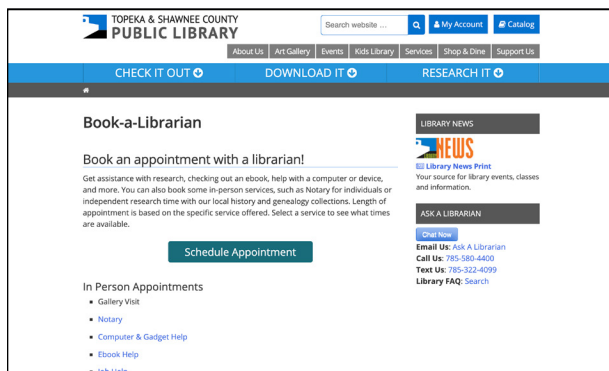 TOPEKA & SHAWNEE COUNTY
PUBLIC LIBRARY
Search website ...
My Account
Catalog
About Us
Art Gallery
Events
Kids Library
Services
Shop & Dine
Support Us
CHECK IT OUT
DOWNLOAD IT
RESEARCH IT
Book-a-Librarian
Book an appointment with a librarian!
Get assistance with research, checking out an ebook, help with a computer or device,
and more. You can also book some in-person services, such as Notary for individuals or
independent research time with our local history and genealogy collections. Length of
appointment is based on the specific service offered. Select a service to see what times
are available.
Schedule Appointment
In Person Appointments
Gallery Visit
Notary
Computer & Gadget Help
Ebook Help
Job Help
LIBRARY NEWS
NEWS
Library News Print
Your source for library events, classes
and information.
ASK A LIBRARIAN
Chat Now
Email Us: Ask A Librarian
Call Us: 785-580-4400
Text Us: 785-322-4099
Library FAQ: Search